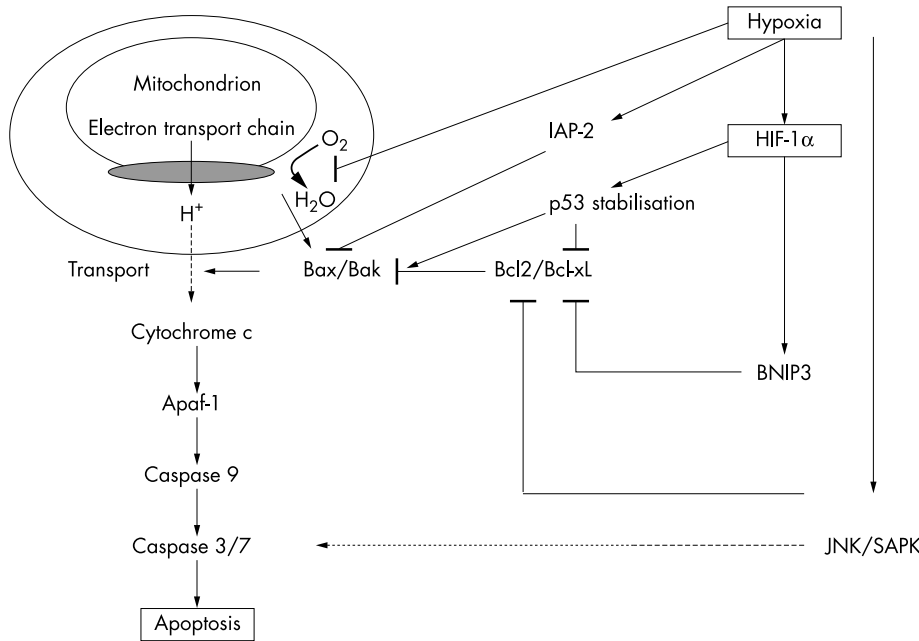 Hypoxia
Mitochondrion
Electron transport chain
O2
IAP-2
HIF-1α
H2O
H+
p53 stabilisation
Transport
Bax/Bak
Bcl2/Bcl-xL
Cytochrome c
BNIP3
Apaf-1
Caspase 9
Caspase 3/7
JNK/SAPK
Apoptosis